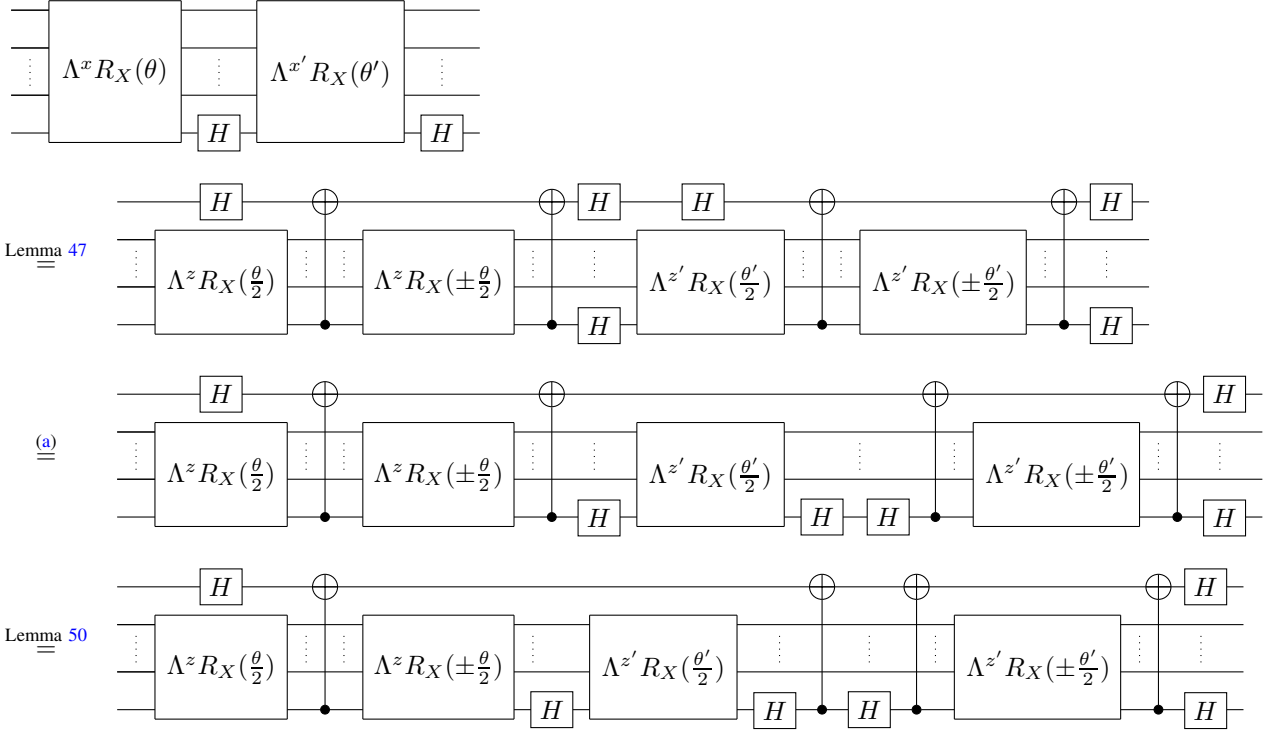 Λ^x R_X(θ) Λ^{x'} R_X(θ')
H H
H H H H
Lemma 47
=
Λ^z R_X(θ/2) Λ^z R_X(±θ/2) Λ^{z'} R_X(θ'/2) Λ^{z'} R_X(±θ'/2)
H H
H H
(a)
=
Λ^z R_X(θ/2) Λ^z R_X(±θ/2) Λ^{z'} R_X(θ'/2) Λ^{z'} R_X(±θ'/2)
H H H H
H H
Lemma 50
=
Λ^z R_X(θ/2) Λ^z R_X(±θ/2) Λ^{z'} R_X(θ'/2) Λ^{z'} R_X(±θ'/2)
H H H H